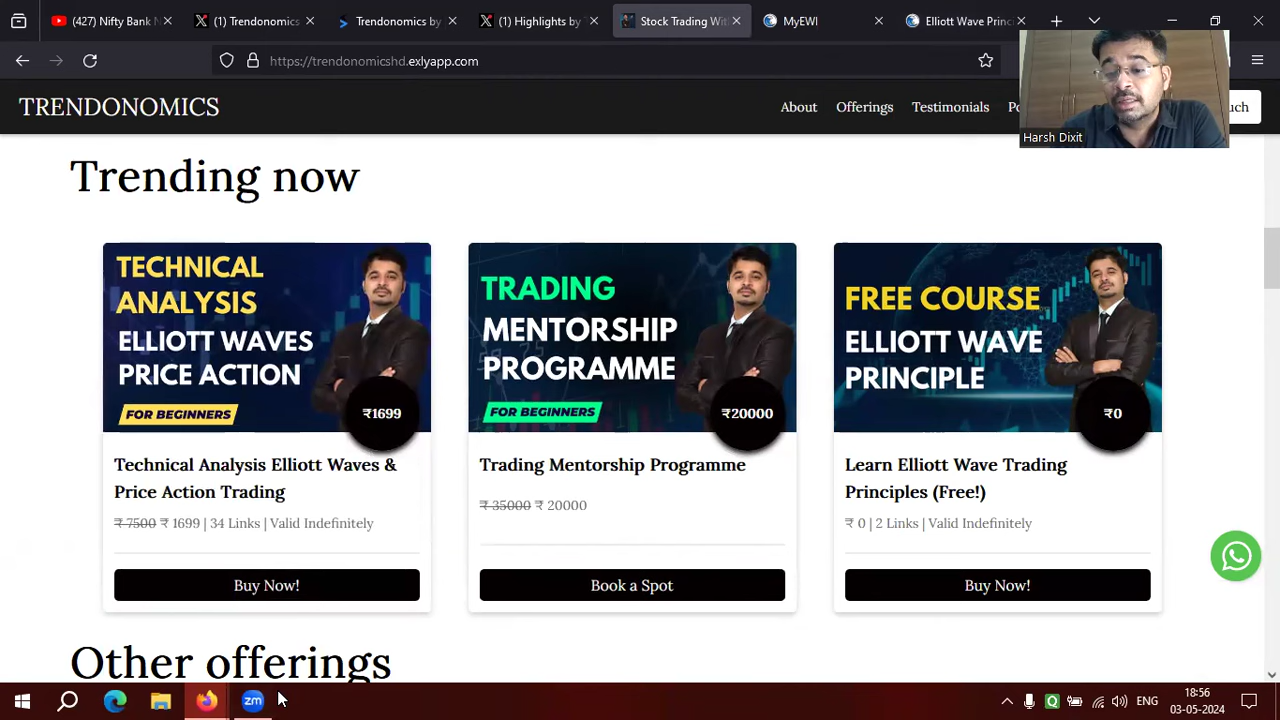 (427) Nifty Bank N
(1) Trendonomics
Trendonomics by
(1) Highlights by
Stock Trading Wit
MyEWI
Elliott Wave Princ
https://trendonomicshd.exlyapp.com
TRENDONOMICS
About
Offerings
Testimonials
Harsh Dixit
Trending now
TECHNICAL
ANALYSIS
ELLIOTT WAVES
PRICE ACTION
FOR BEGINNERS
₹1699
Technical Analysis Elliott Waves &
Price Action Trading
₹ 7500 ₹ 1699 | 34 Links | Valid Indefinitely
Buy Now!
TRADING
MENTORSHIP
PROGRAMME
FOR BEGINNERS
₹20000
Trading Mentorship Programme
₹ 35000 ₹ 20000
Book a Spot
FREE COURSE
ELLIOTT WAVE
PRINCIPLE
₹0
Learn Elliott Wave Trading
Principles (Free!)
₹ 0 | 2 Links | Valid Indefinitely
Buy Now!
Other offerings
zm
ENG
18:56
03-05-2024